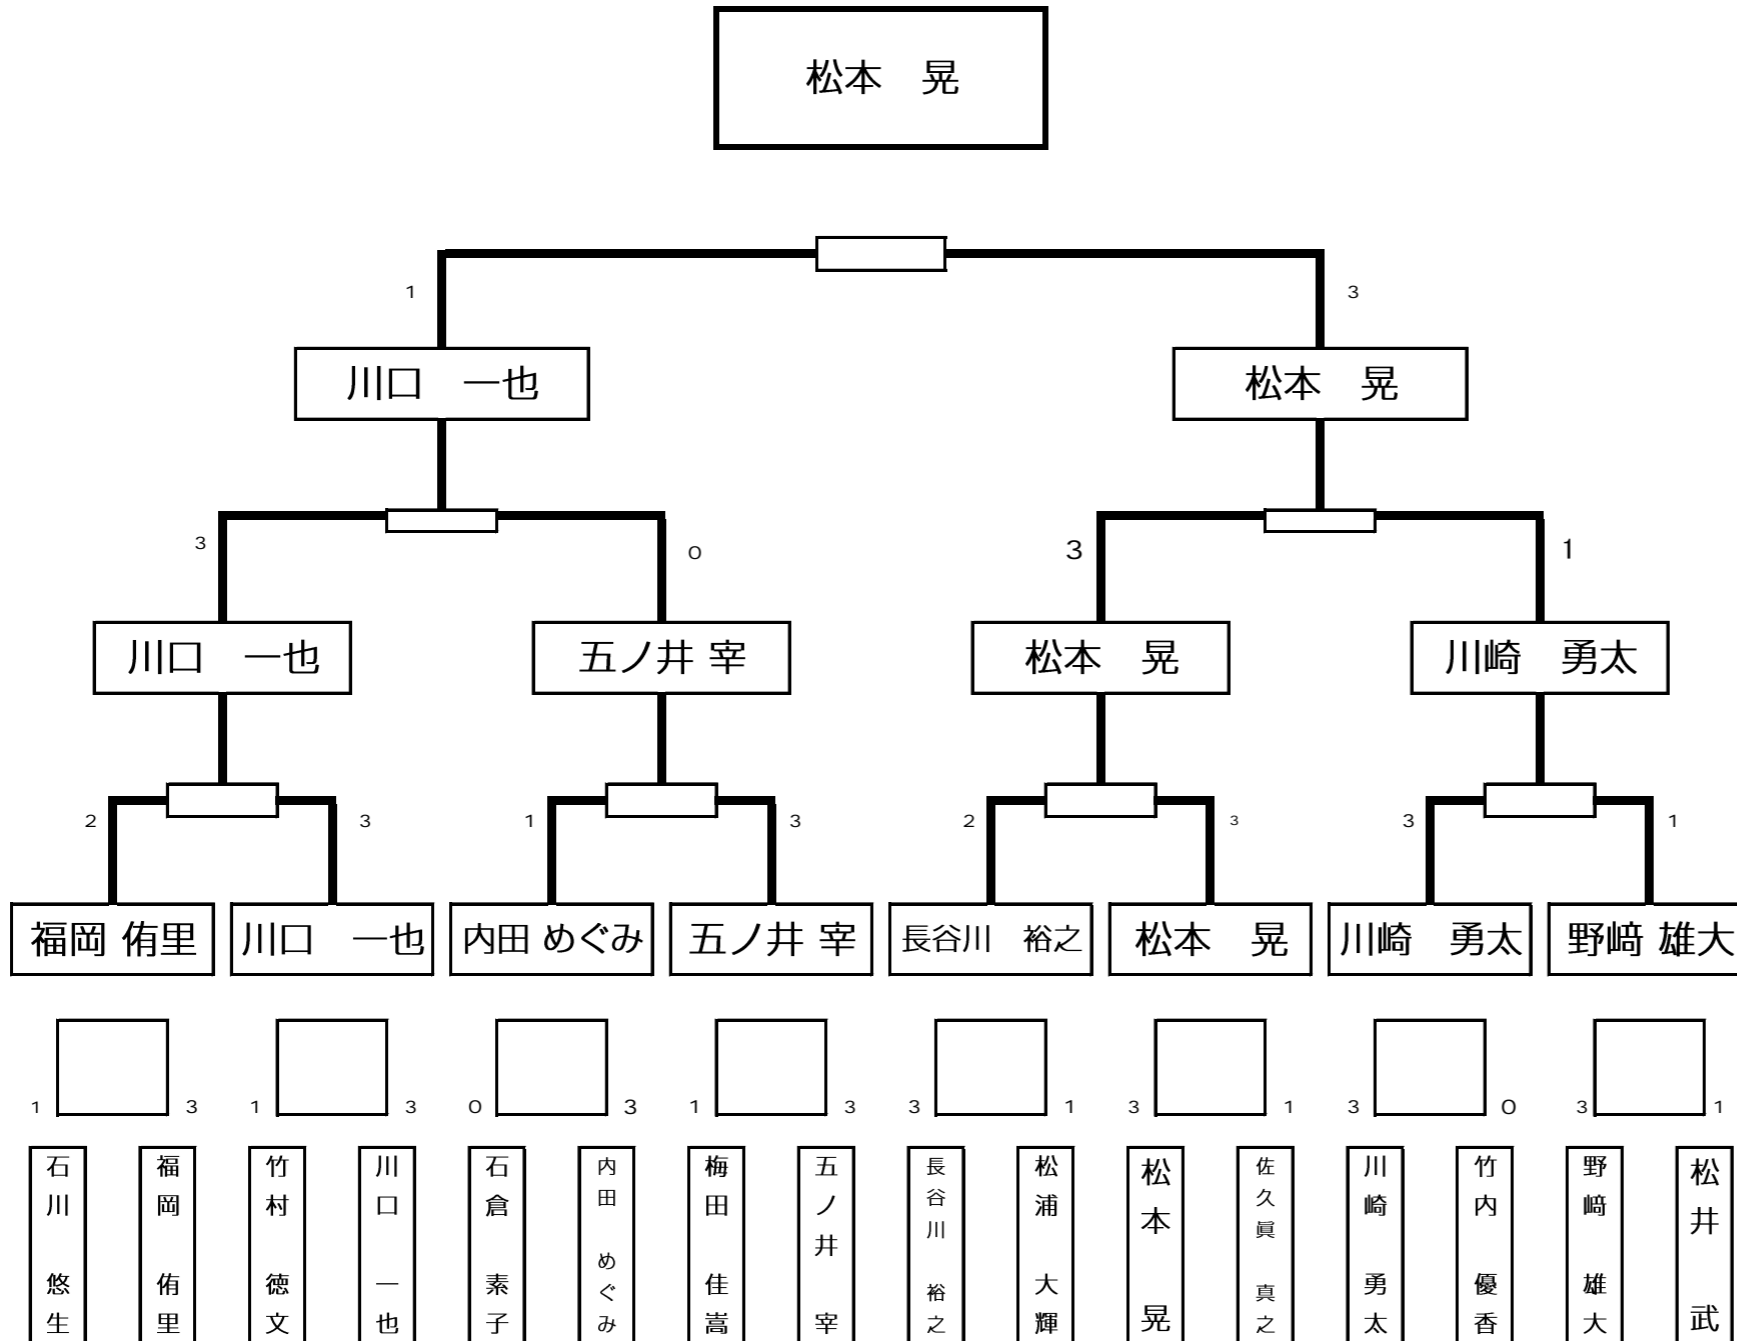 松本　晃
1 3
川口　一也 松本　晃
3 0 3 1
川口　一也 五ノ井 宰 松本　晃 川崎　勇太
2 3 1 3 2 3 3 1
福岡 侑里 川口　一也 内田 めぐみ 五ノ井 宰 長谷川　裕之 松本　晃 川崎　勇太 野﨑 雄大
1 3 1 3 0 3 1 3 3 1 3 1 3 0 3 1
石川　悠生
福岡　侑里
竹村　徳文
川口　一也
石倉　素子
内田　めぐみ
梅田　佳嵩
五ノ井　宰
長谷川　裕之
松浦　大輝
松本　晃
佐久眞　真之
川崎　勇太
竹内　優香
野﨑　雄大
松井　武